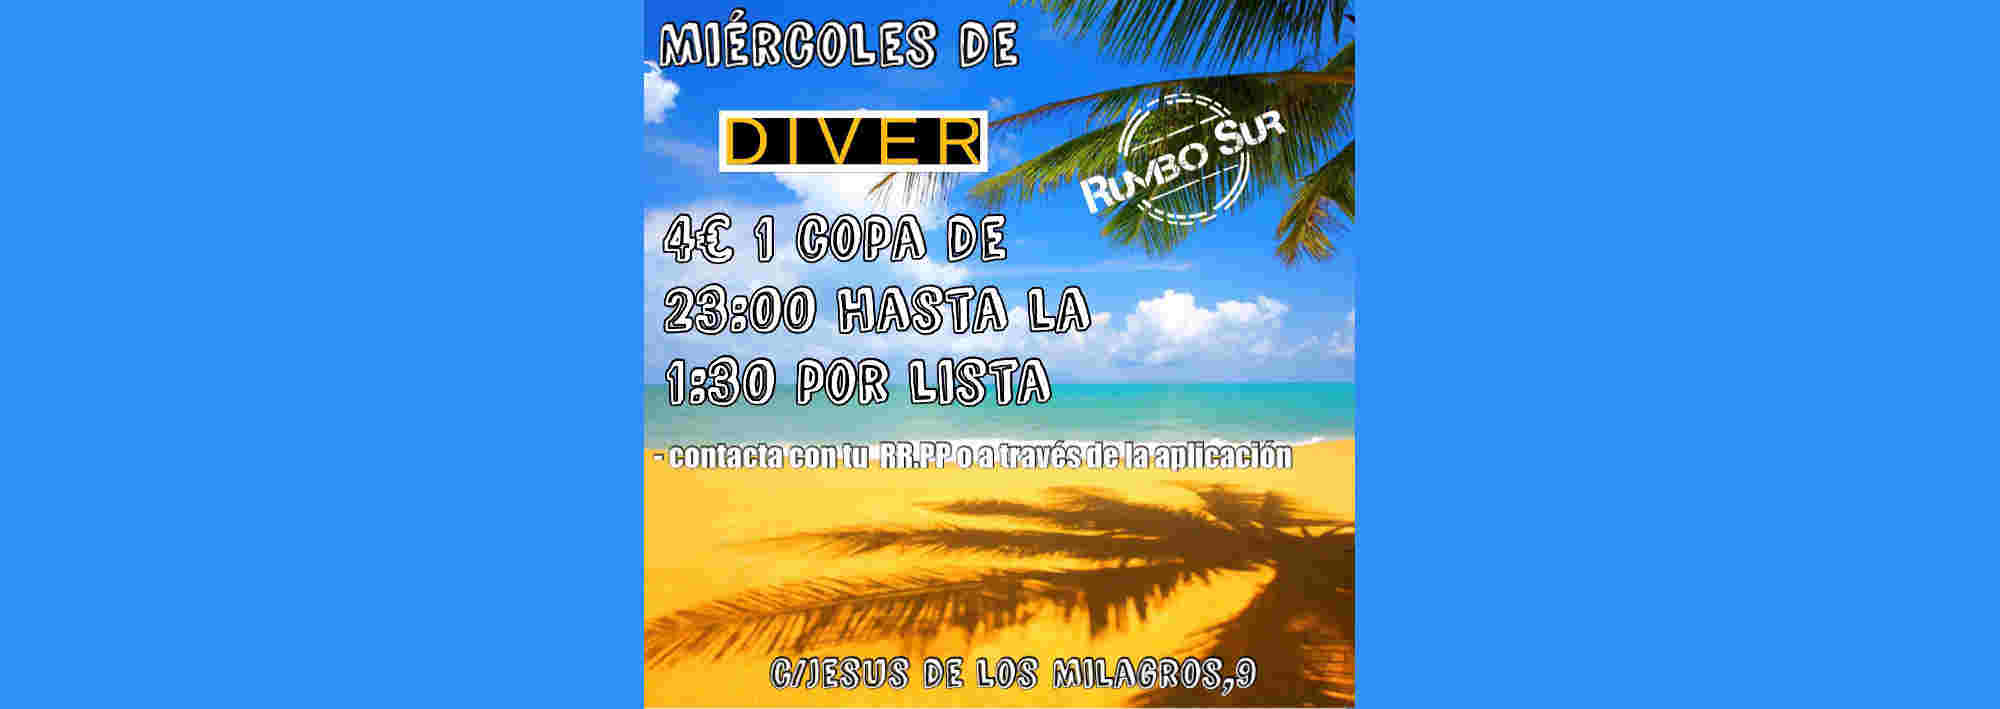 MIÉRCOLES DE
DIVER
RUMBO SUR
4€ 1 COPA DE
23:00 HASTA LA
1:30 POR LISTA
- contacta con tu RR.PP o a través de la aplicación
C/JESUS DE LOS MILAGROS,9